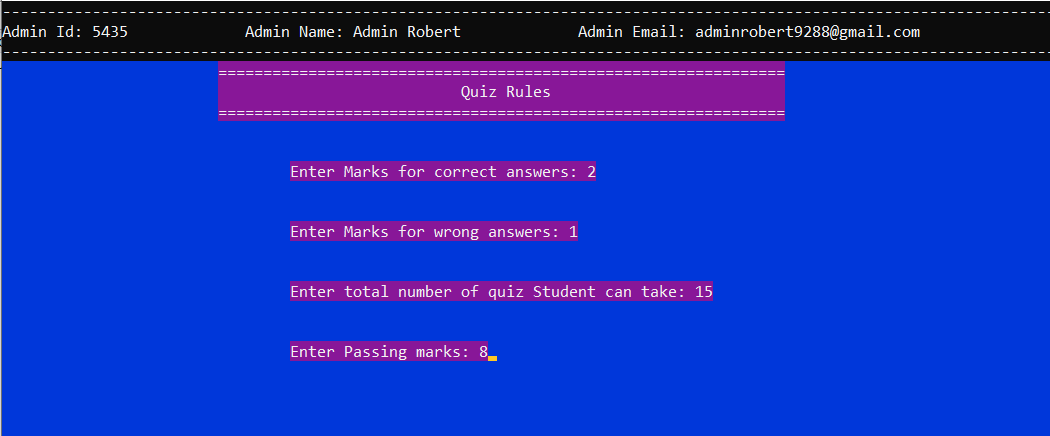 --------------------------------------------------------------------------------------------------------------------
Admin Id: 5435 Admin Name: Admin Robert Admin Email: adminrobert9288@gmail.com
--------------------------------------------------------------------------------------------------------------------
===============================================================
Quiz Rules
===============================================================
Enter Marks for correct answers: 2
Enter Marks for wrong answers: 1
Enter total number of quiz Student can take: 15
Enter Passing marks: 8